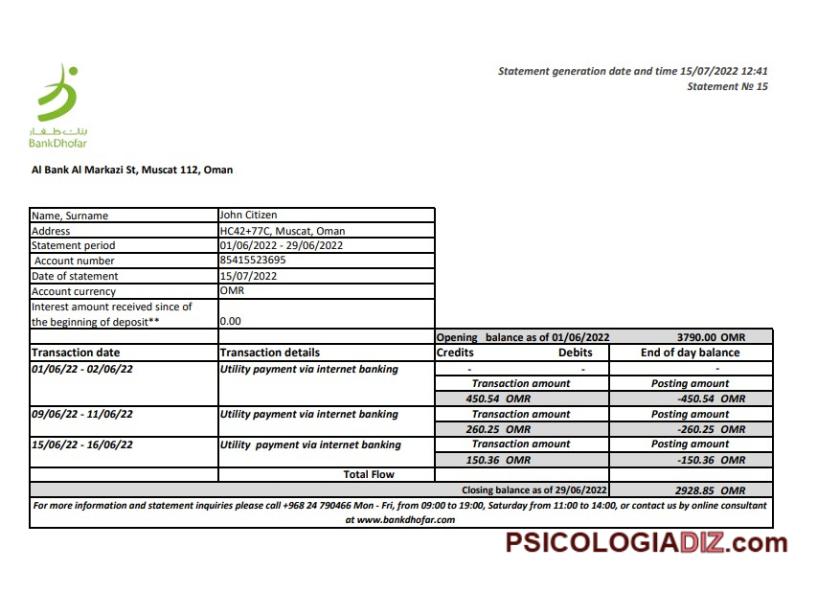 Statement generation date and time 15/07/2022 12:41
Statement № 15
بنك ظفار
BankDhofar
Al Bank Al Markazi St, Muscat 112, Oman
Name, Surname John Citizen
Address HC42+77C, Muscat, Oman
Statement period 01/06/2022 - 29/06/2022
Account number 85415523695
Date of statement 15/07/2022
Account currency OMR
Interest amount received since of
the beginning of deposit** 0.00
Opening balance as of 01/06/2022 3790.00 OMR
Transaction date Transaction details Credits Debits End of day balance
01/06/22 - 02/06/22 Utility payment via internet banking - - -
Transaction amount Posting amount
450.54 OMR -450.54 OMR
09/06/22 - 11/06/22 Utility payment via internet banking Transaction amount Posting amount
260.25 OMR -260.25 OMR
15/06/22 - 16/06/22 Utility payment via internet banking Transaction amount Posting amount
150.36 OMR -150.36 OMR
Total Flow
Closing balance as of 29/06/2022 2928.85 OMR
For more information and statement inquiries please call +968 24 790466 Mon - Fri, from 09:00 to 19:00, Saturday from 11:00 to 14:00, or contact us by online consultant
at www.bankdhofar.com
PSICOLOGIADIZ.com